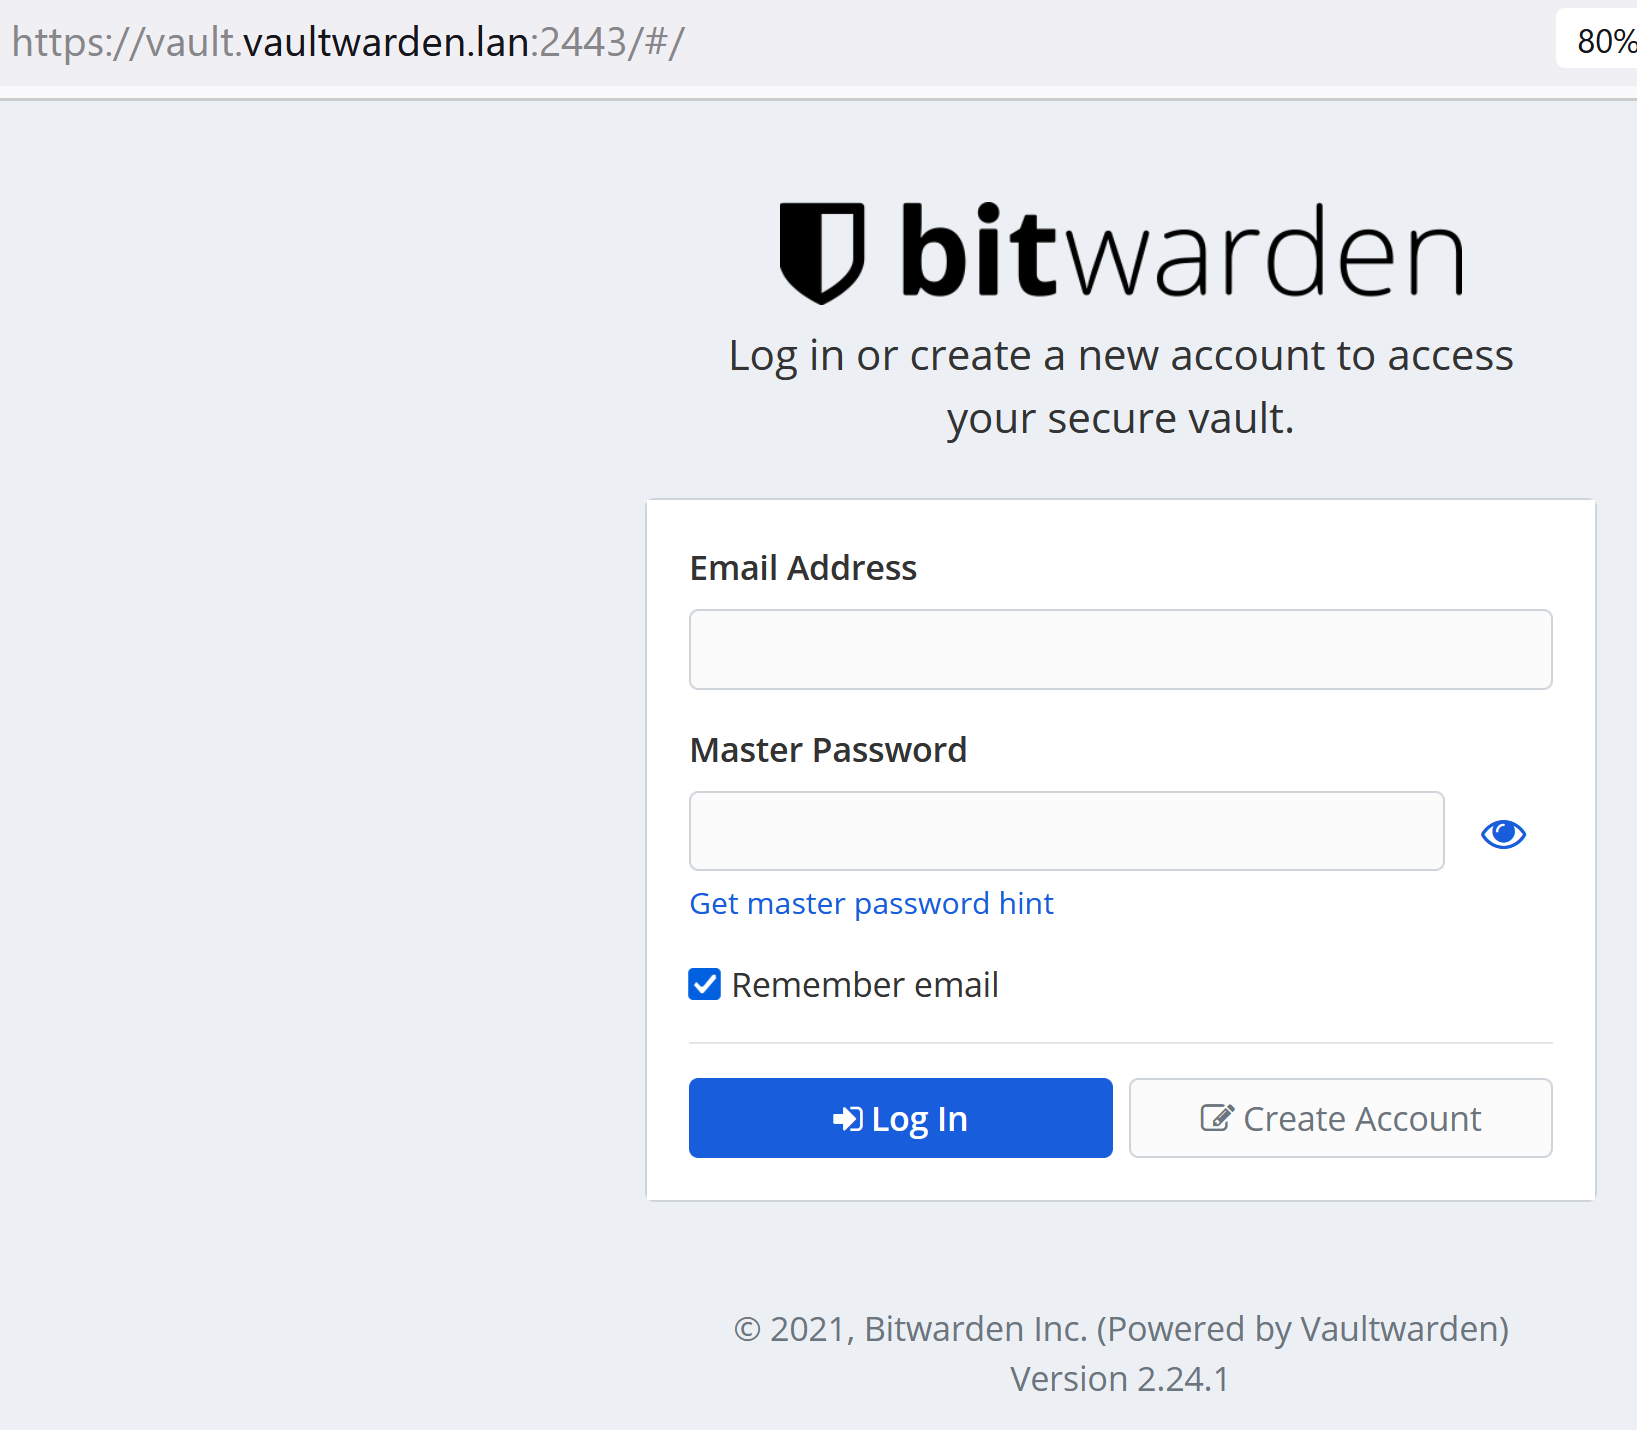 https://vault.vaultwarden.lan:2443/#/
80%
bitwarden
Log in or create a new account to access
your secure vault.
Email Address
Master Password
Get master password hint
Remember email
Log In
Create Account
© 2021, Bitwarden Inc. (Powered by Vaultwarden)
Version 2.24.1